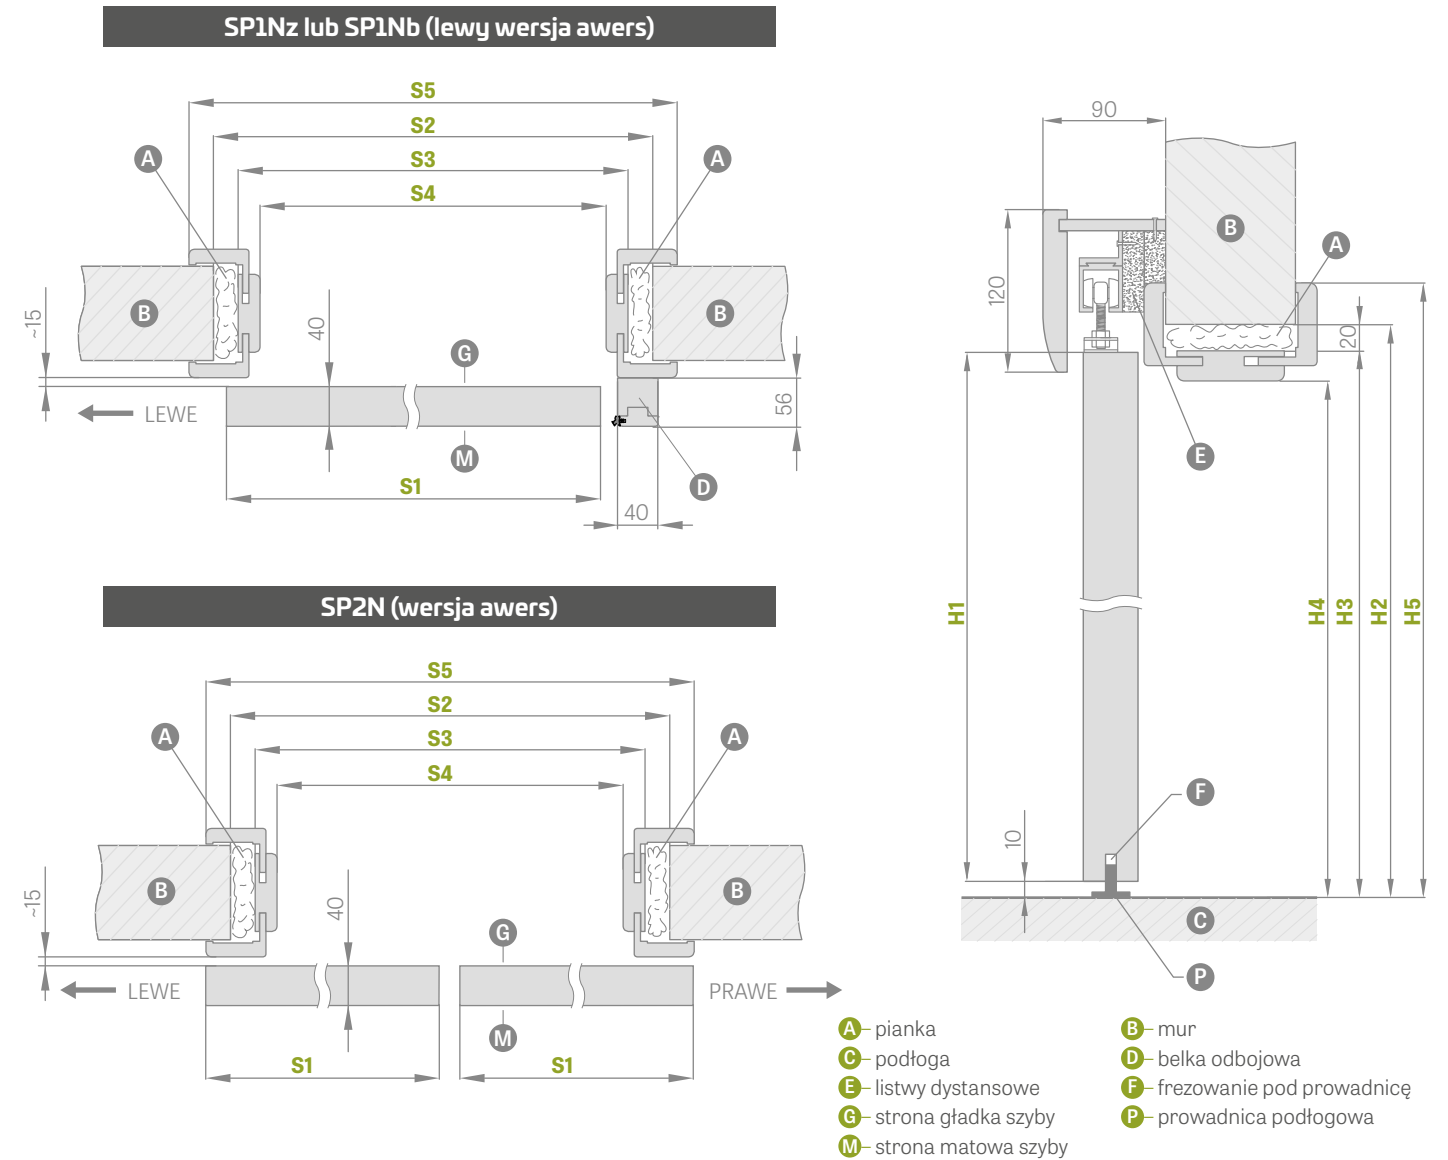 SP1Nz lub SP1Nb (lewy wersja awers)
S5
S2
A
S3
A
S4
B
B
~15
40
G
LEWE
56
M
S1
D
40
SP2N (wersja awers)
S5
S2
A
S3
A
S4
B
B
~15
40
G
LEWE
PRAWE
M
S1
S1
90
B
A
120
20
E
H1
H4
H3
H2
H5
F
10
C
P
A – pianka
B – mur
C – podłoga
D – belka odbojowa
E – listwy dystansowe
F – frezowanie pod prowadnicę
G – strona gładka szyby
P – prowadnica podłogowa
M – strona matowa szyby